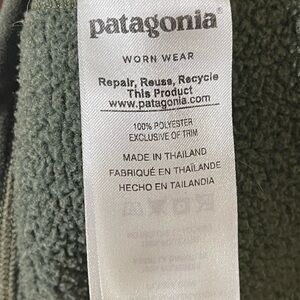 patagonia®
WORN WEAR
Repair, Reuse, Recycle
This Product
www.patagonia.com
100% POLYESTER
EXCLUSIVE OF TRIM
MADE IN THAILAND
FABRIQUÉ EN THAÏLANDE
HECHO EN TAILANDIA